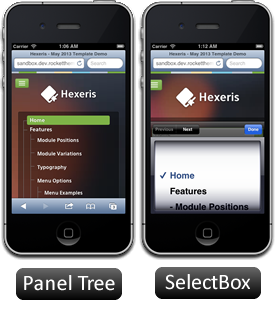 Carrier 1:06 AM
Hexeris - May 2013 Template Demo
sandbox.dev.rocketthe Search
Hexeris
Home
Features
Module Positions
Module Variations
Typography
Menu Options
Menu Examples
Panel Tree
Carrier 1:12 AM
Hexeris - May 2013 Template Demo
sandbox.dev.rocketthe Search
Hexeris
Previous Next Done
✓ Home
Features
- Module Positions
SelectBox